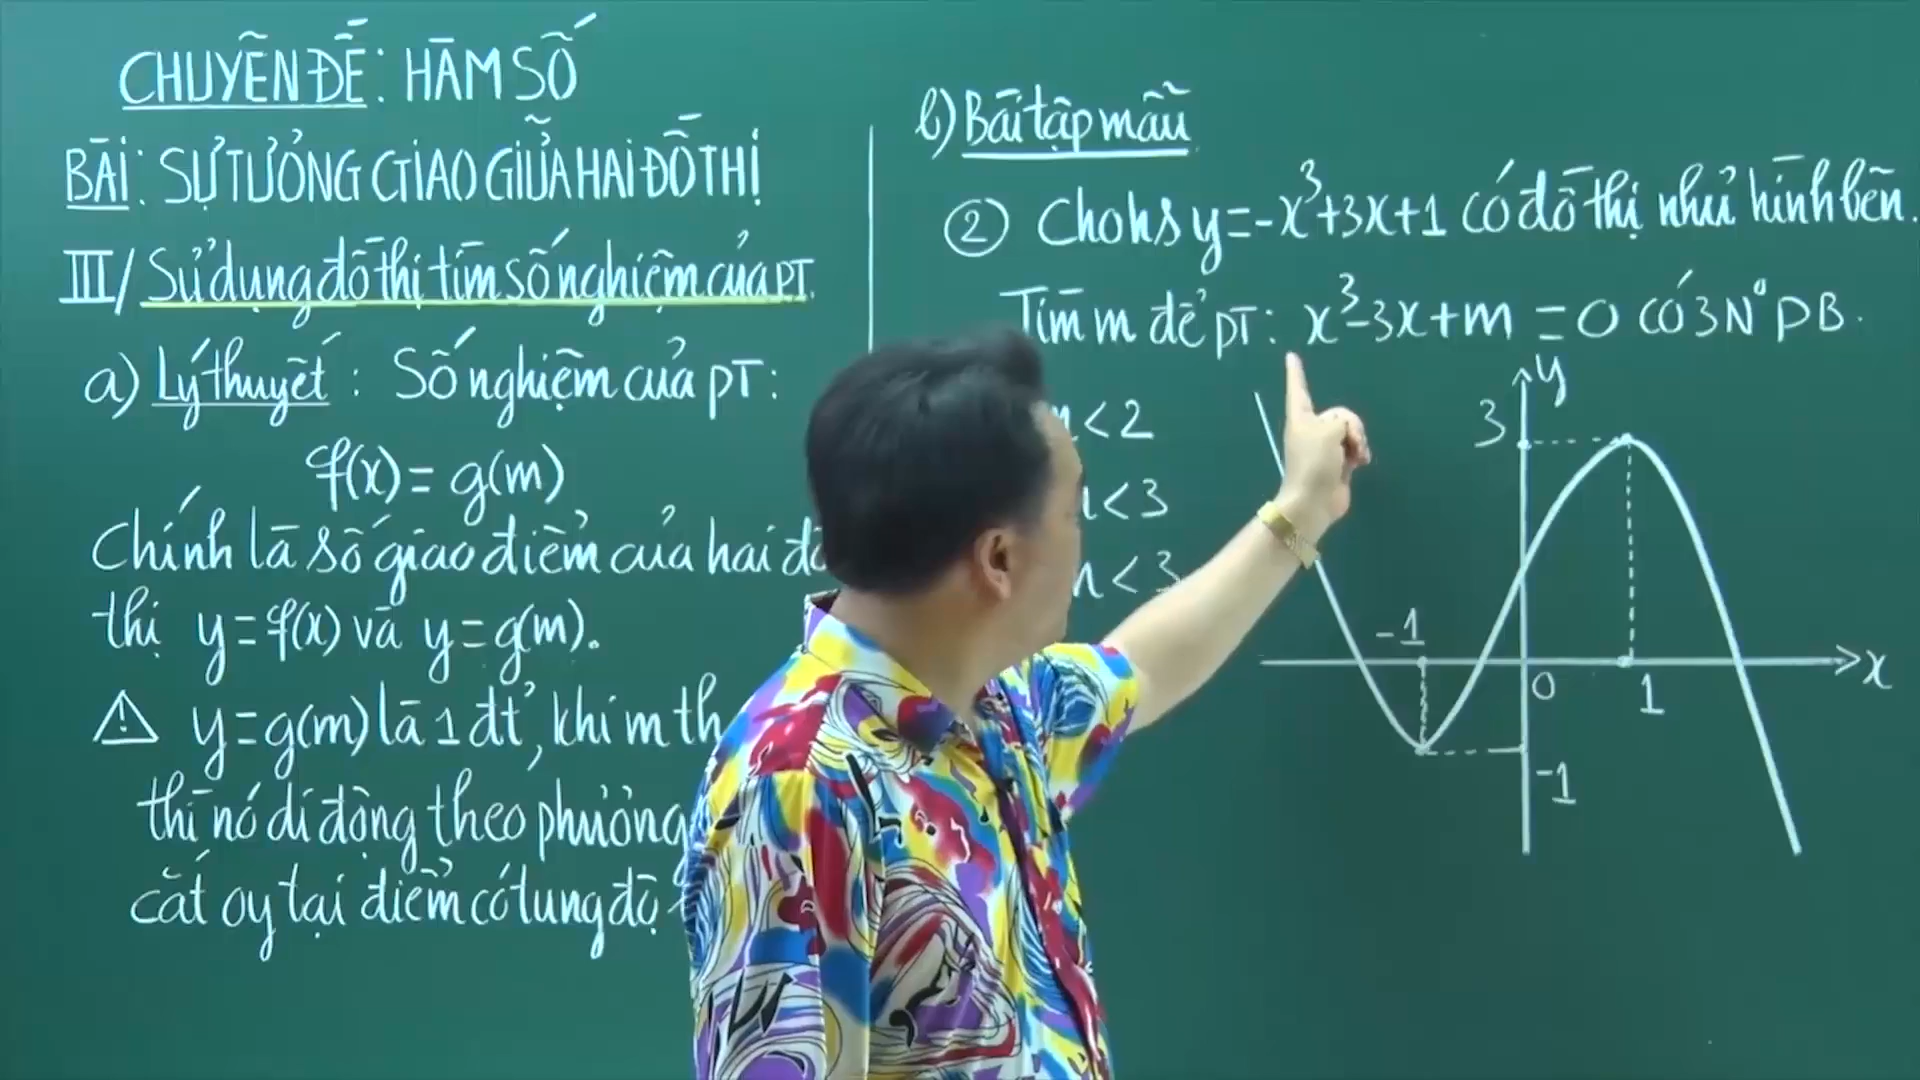 CHUYÊN ĐỀ: HÀM SỐ
BÀI: SỰ TƯƠNG GIAO GIỮA HAI ĐỒ THỊ
III/ Sử dụng đồ thị tìm số nghiệm của PT.
a) Lý thuyết: Số nghiệm của PT:
f(x) = g(m)
Chính là số giao điểm của hai đồ
thị y = f(x) và y = g(m).
⚠ y = g(m) là 1 đt, khi m th
thì nó di động theo phương
cắt oy tại điểm có tung độ
b) Bài tập mẫu
② Cho hs y = -x³+3x+1 có đồ thị như hình bên.
Tìm m để PT: x³-3x+m = 0 có 3 N⁰ PB.
< 2
< 3
< 3
y
3
-1
0
1
x
-1